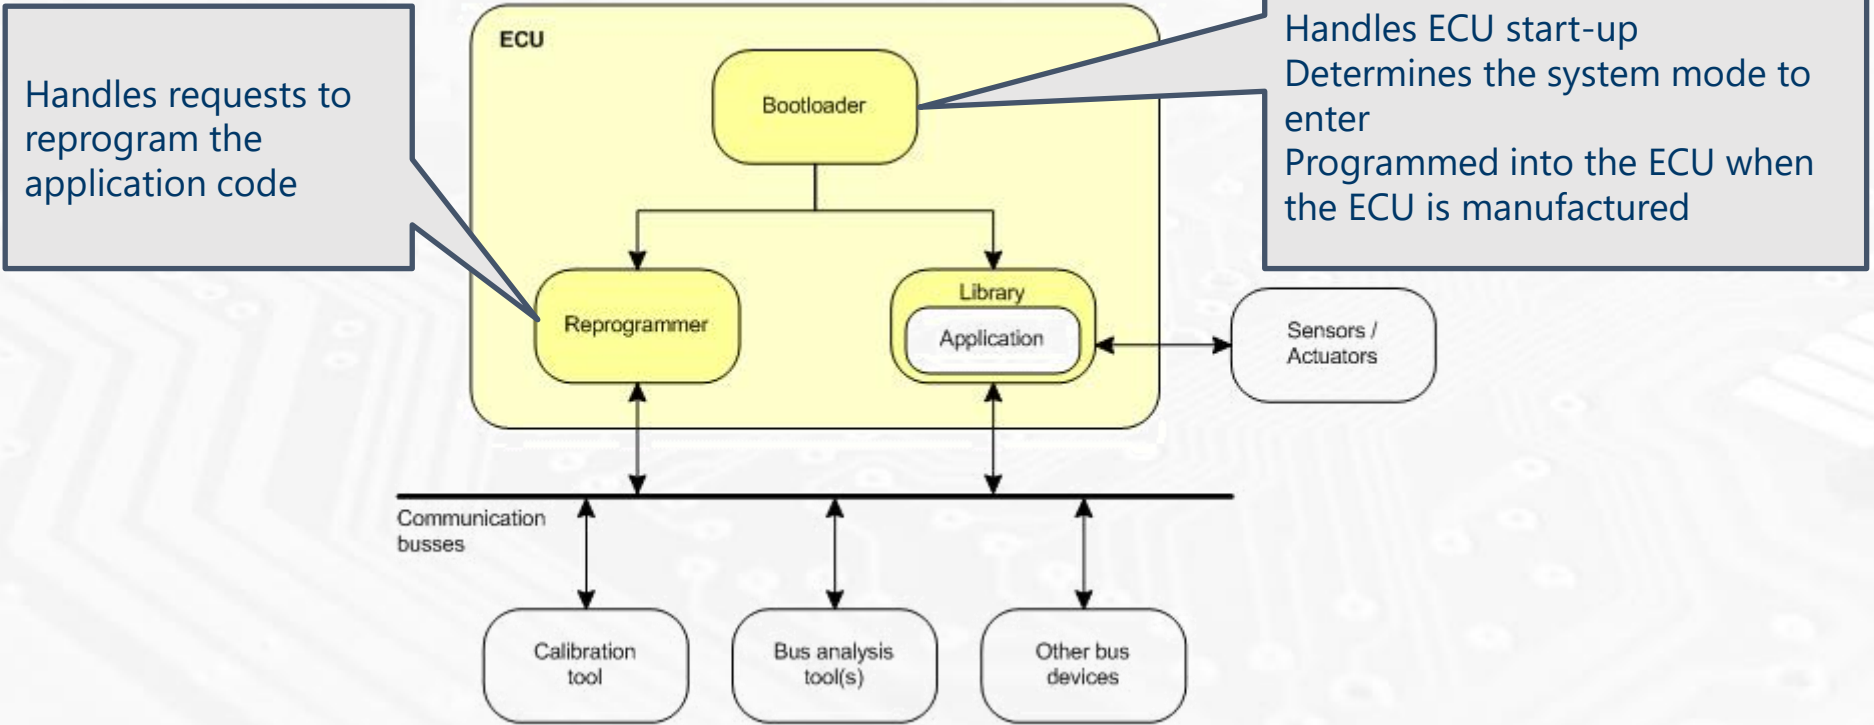 Handles requests to
reprogram the
application code
ECU
Bootloader
Handles ECU start-up
Determines the system mode to
enter
Programmed into the ECU when
the ECU is manufactured
Reprogrammer
Library
Application
Sensors /
Actuators
Communication
busses
Calibration
tool
Bus analysis
tool(s)
Other bus
devices